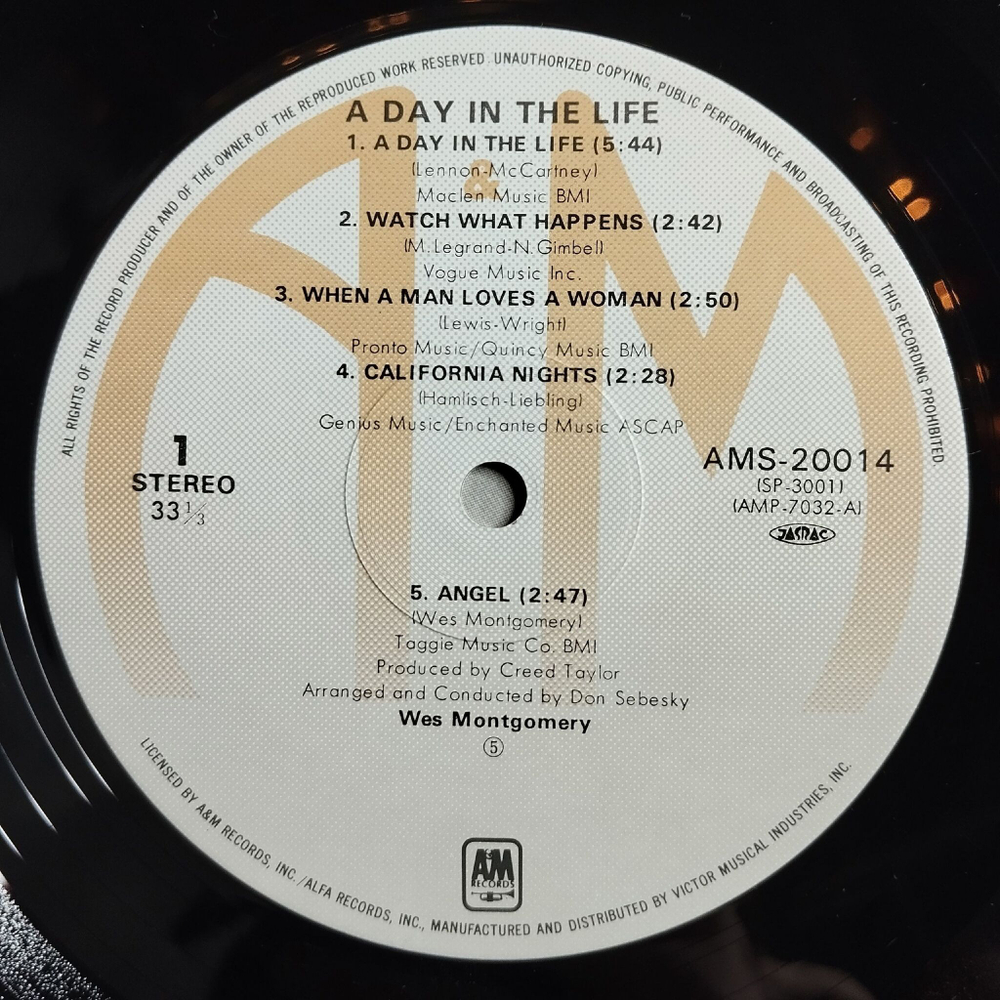 ALL RIGHTS OF THE RECORD PRODUCER AND OF THE OWNER OF THE REPRODUCED WORK RESERVED. UNAUTHORIZED COPYING, PUBLIC PERFORMANCE AND BROADCASTING OF THIS RECORDING PROHIBITED.
A&M
A DAY IN THE LIFE
1. A DAY IN THE LIFE (5:44)
(Lennon-McCartney)
Maclen Music BMI
2. WATCH WHAT HAPPENS (2:42)
(M.Legrand-N.Gimbel)
Vogue Music Inc.
3. WHEN A MAN LOVES A WOMAN (2:50)
(Lewis-Wright)
Pronto Music/Quincy Music BMI
4. CALIFORNIA NIGHTS (2:28)
(Hamlisch-Liebling)
Genius Music/Enchanted Music ASCAP
1
STEREO
33 1/3
AMS-20014
(SP-3001)
(AMP-7032-A)
JASRAC
5. ANGEL (2:47)
(Wes Montgomery)
Taggie Music Co. BMI
Produced by Creed Taylor
Arranged and Conducted by Don Sebesky
Wes Montgomery
⑤
A&M
RECORDS
LICENSED BY A&M RECORDS, INC./ALFA RECORDS, INC., MANUFACTURED AND DISTRIBUTED BY VICTOR MUSICAL INDUSTRIES, INC.